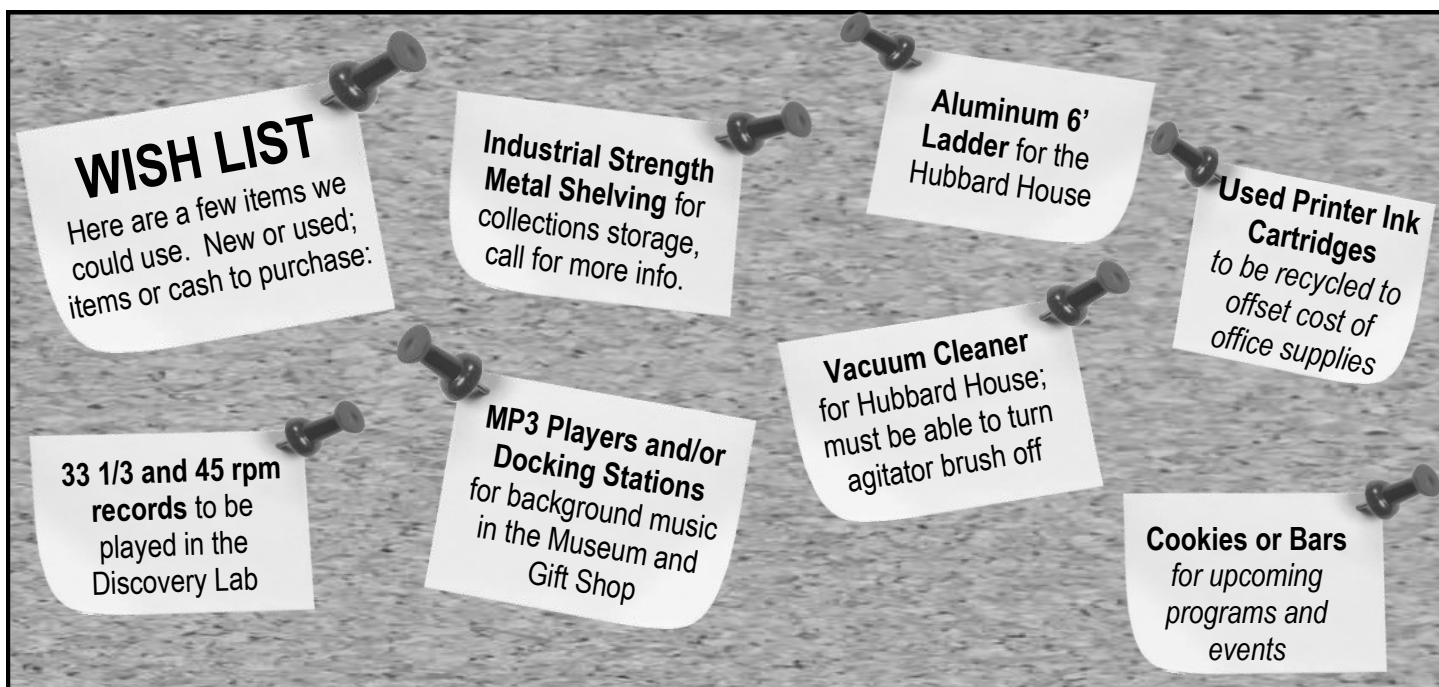 WISH LIST
Here are a few items we
could use.  New or used;
items or cash to purchase:
Industrial Strength
Metal Shelving for
collections storage,
call for more info.
Aluminum 6’
Ladder for the
Hubbard House
Used Printer Ink
Cartridges
to be recycled to
offset cost of
office supplies
33 1/3 and 45 rpm
records to be
played in the
Discovery Lab
MP3 Players and/or
Docking Stations
for background music
in the Museum and
Gift Shop
Vacuum Cleaner
for Hubbard House;
must be able to turn
agitator brush off
Cookies or Bars
for upcoming
programs and
events